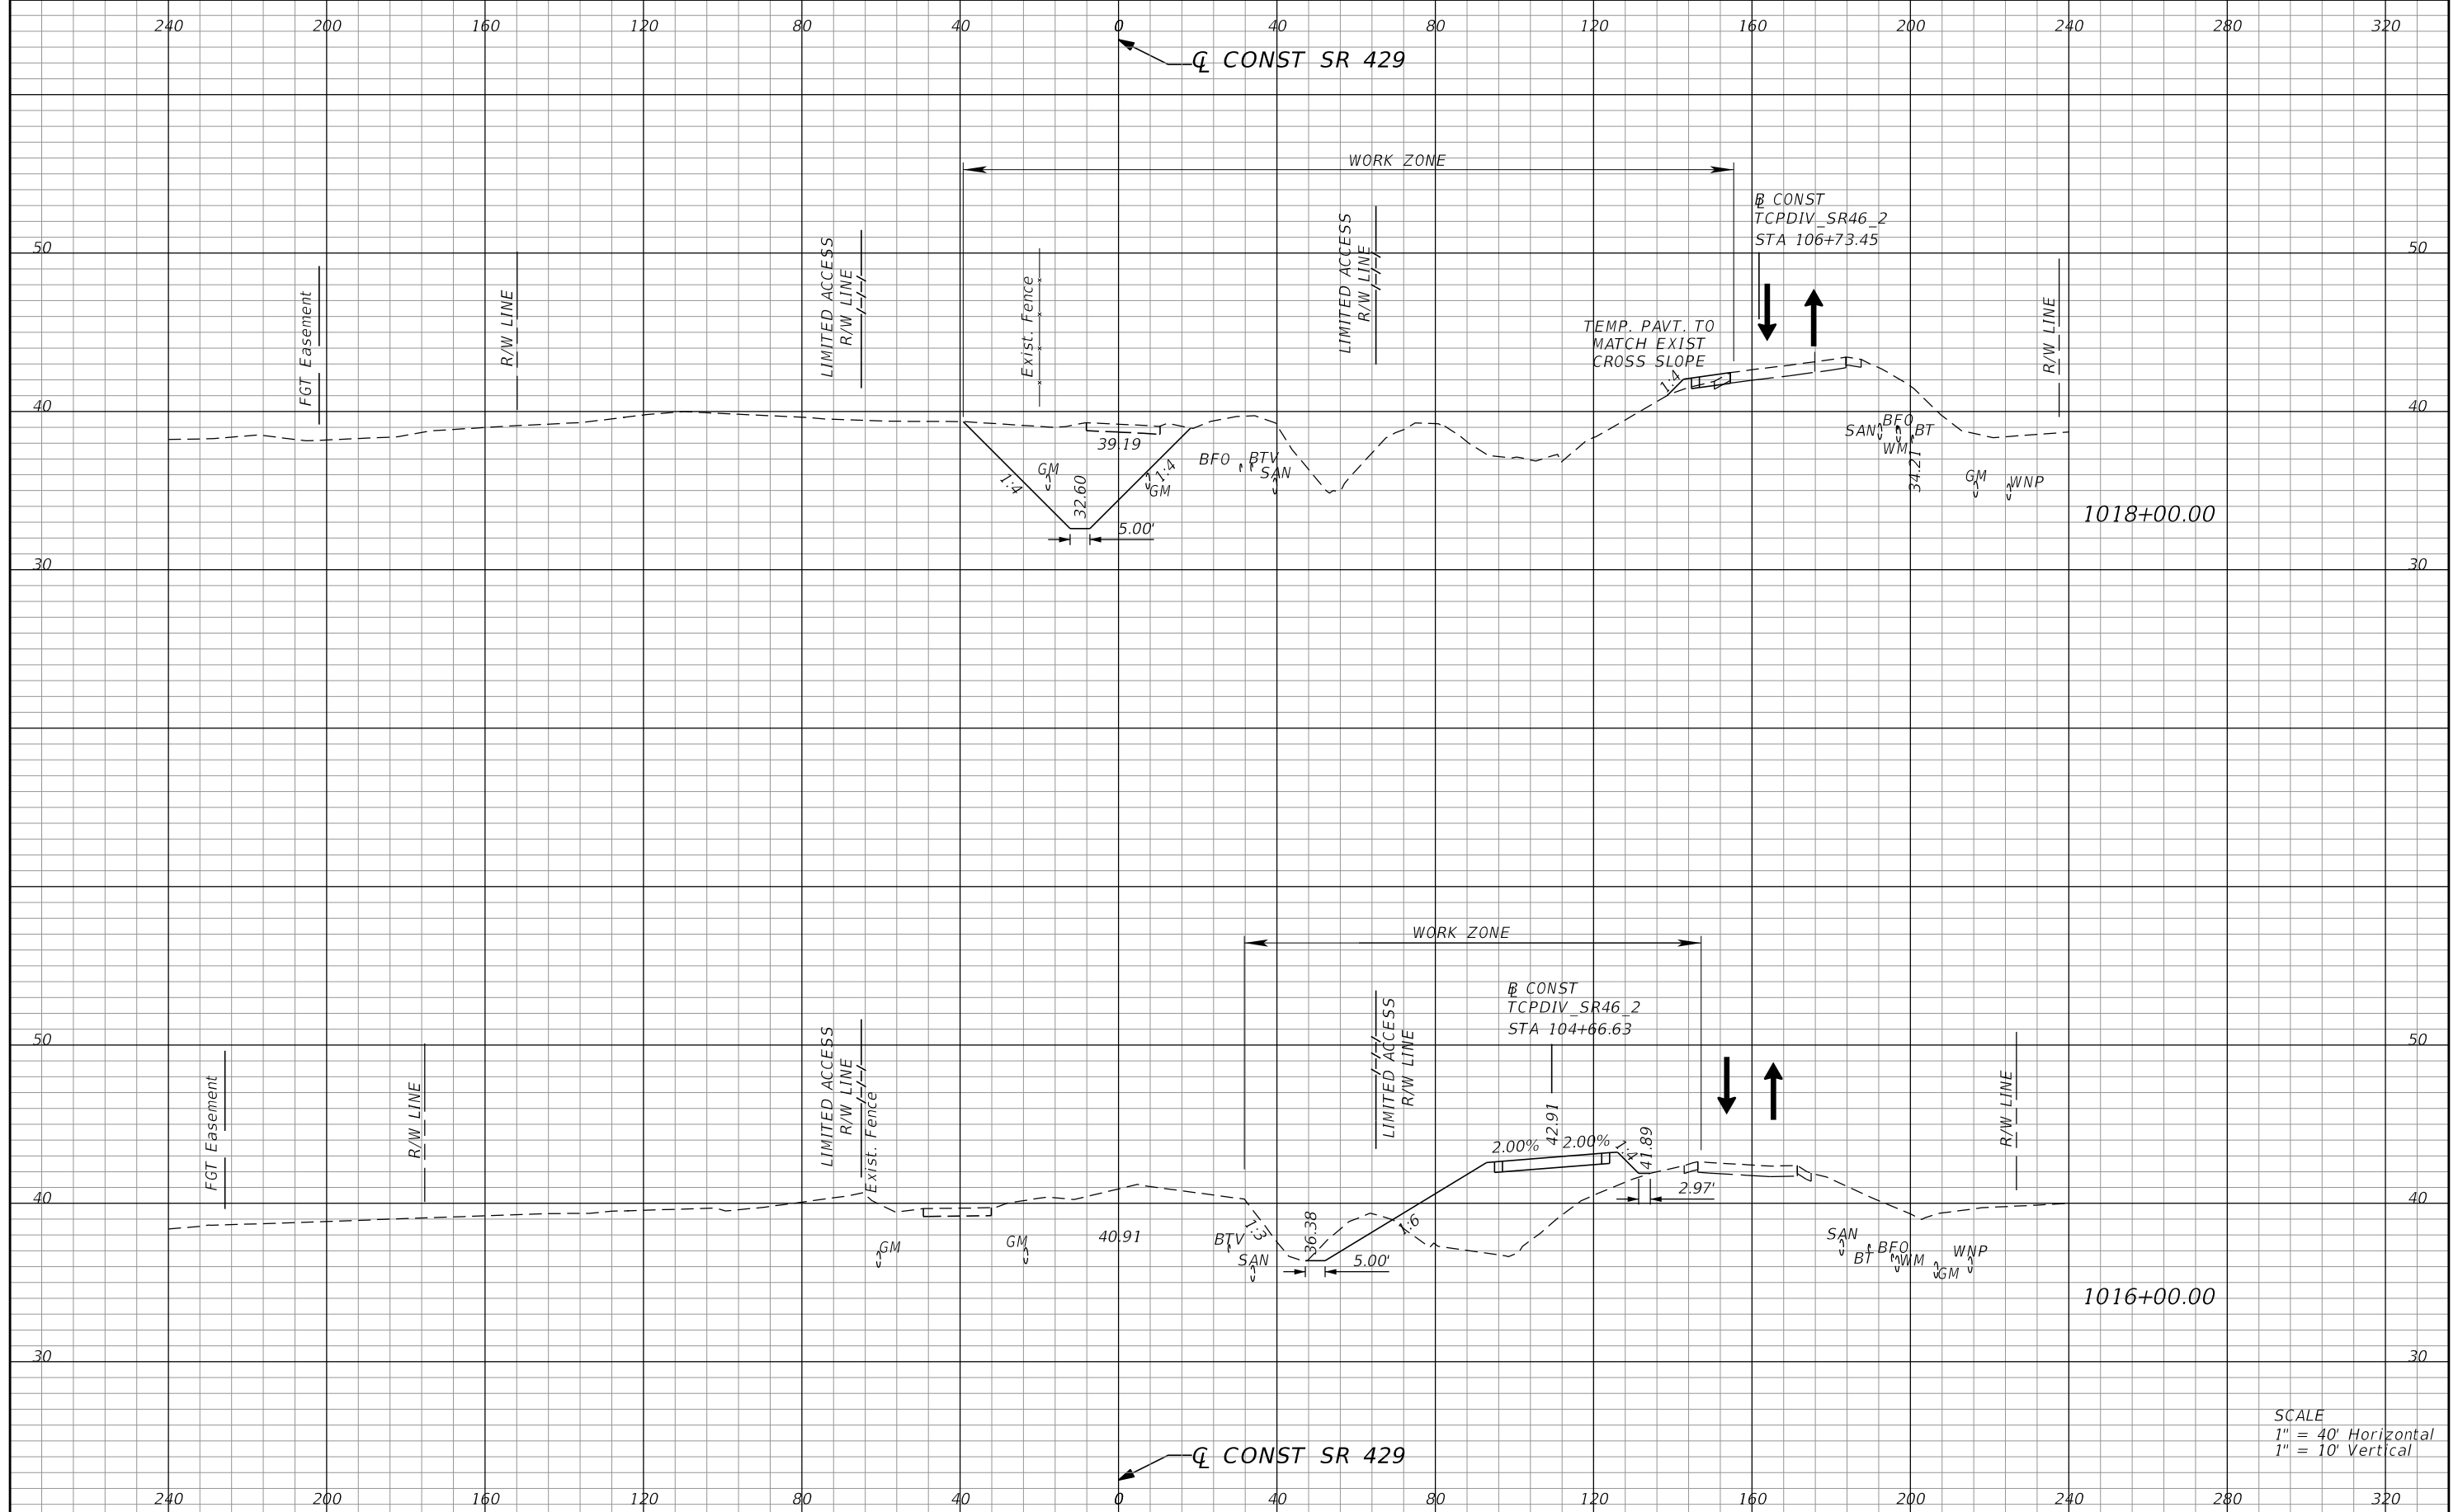 240 200 160 120 80 40 0 40 80 120 160 200 240 280 320
℄ CONST SR 429
WORK ZONE
℄ CONST
TCPDIV_SR46_2
STA 106+73.45
50
50
FGT Easement
R/W LINE
LIMITED ACCESS
R/W LINE
Exist. Fence
LIMITED ACCESS
R/W LINE
TEMP. PAVT. TO
MATCH EXIST
CROSS SLOPE
R/W LINE
1:4
40
40
39.19
GM
1:4
32.60
1:4
GM
BFO
BTV
SAN
SAN
BFO
BT
WM
34.21
GM
WNP
5.00'
1018+00.00
30
30
WORK ZONE
BL CONST
TCPDIV_SR46_2
STA 104+66.63
50
50
FGT Easement
R/W LINE
LIMITED ACCESS
R/W LINE
Exist. Fence
LIMITED ACCESS
R/W LINE
R/W LINE
2.00%
42.91
2.00%
1:4
41.89
2.97'
40
40
GM
GM
40.91
BTV
SAN
1:3
36.38
1:6
5.00'
SAN
BT
BFO
WM
GM
WNP
1016+00.00
30
30
SCALE
1" = 40' Horizontal
1" = 10' Vertical
℄ CONST SR 429
240 200 160 120 80 40 0 40 80 120 160 200 240 280 320